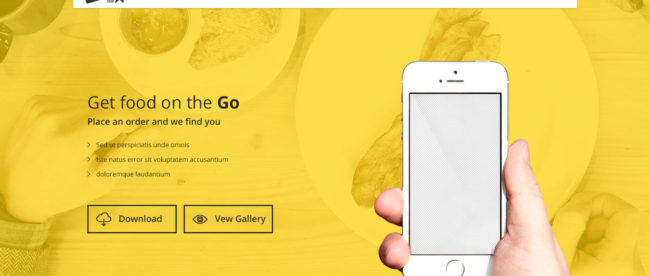 Get food on the Go
Place an order and we find you
Sed ut perspiciatis unde omnis
Iste natus error sit voluptatem accusantium
doloremque laudantium
Download
Vew Gallery